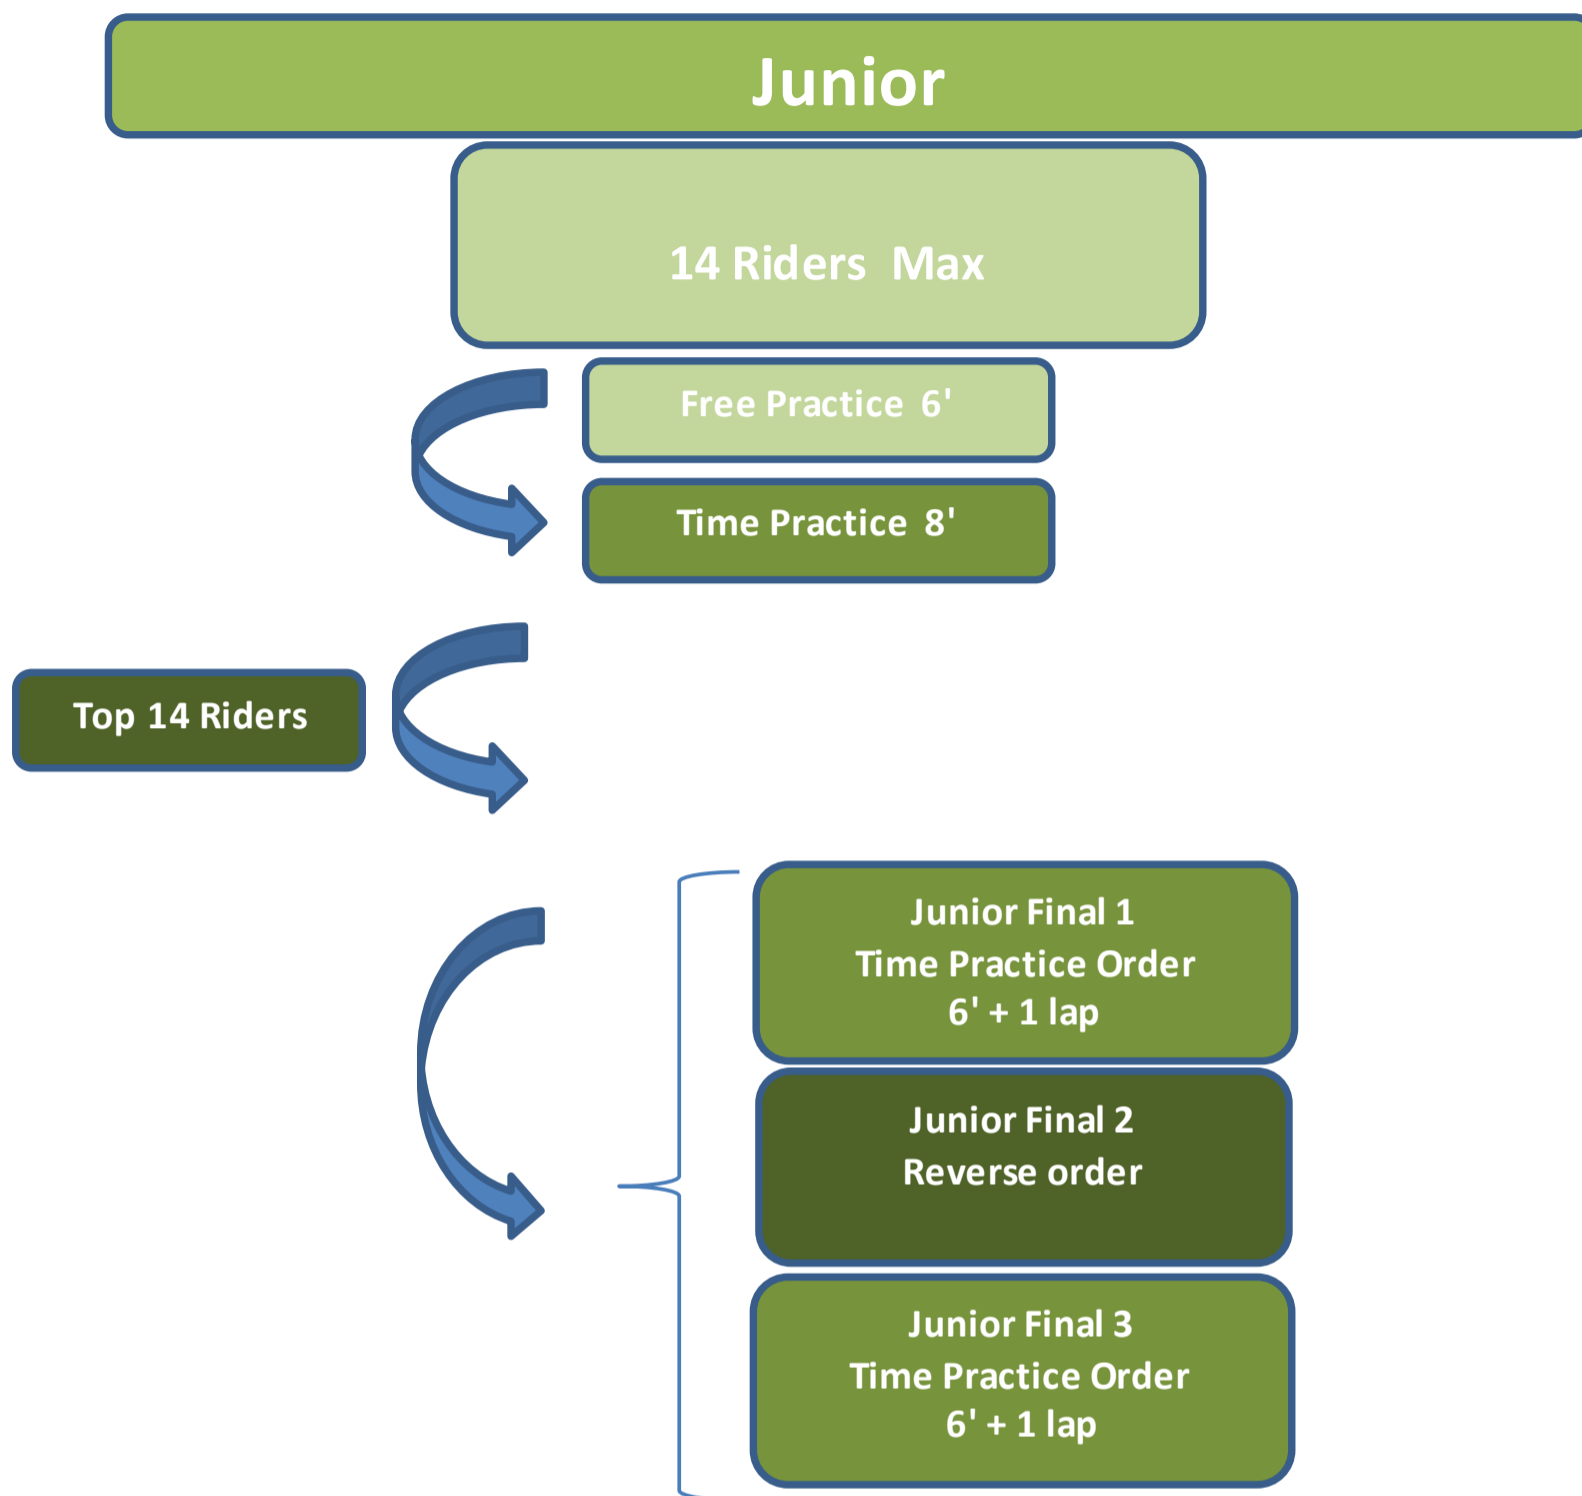 Junior
14 Riders Max
Free Practice 6'
Time Practice 8'
Top 14 Riders
Junior Final 1
Time Practice Order
6' + 1 lap
Junior Final 2
Reverse order
Junior Final 3
Time Practice Order
6' + 1 lap